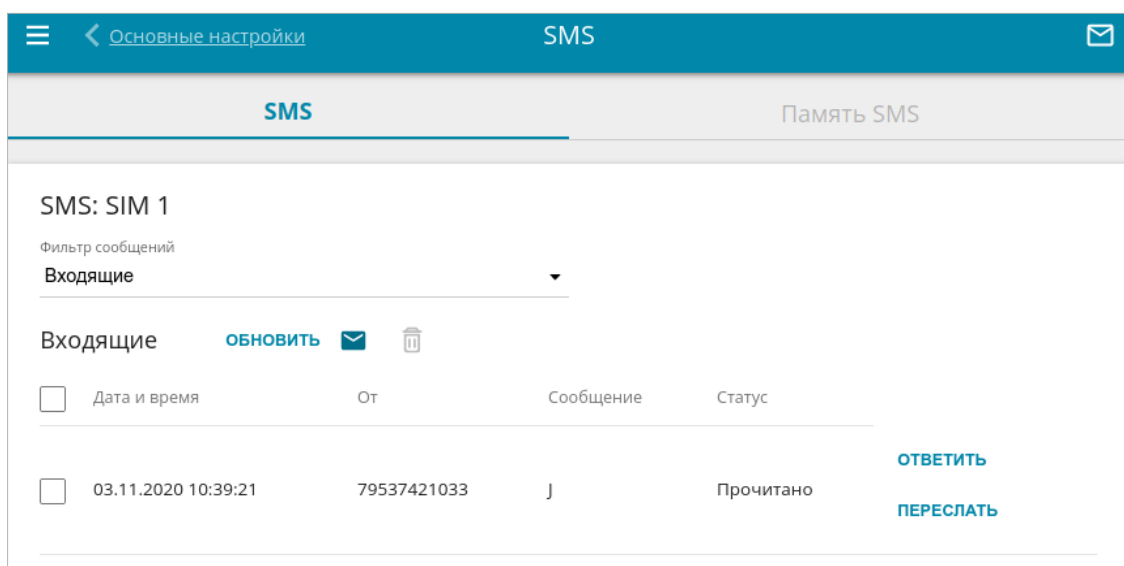 Основные настройки SMS
SMS Память SMS
SMS: SIM 1
Фильтр сообщений
Входящие
Входящие ОБНОВИТЬ
Дата и время От Сообщение Статус
ОТВЕТИТЬ
03.11.2020 10:39:21 79537421033 J Прочитано
ПЕРЕСЛАТЬ